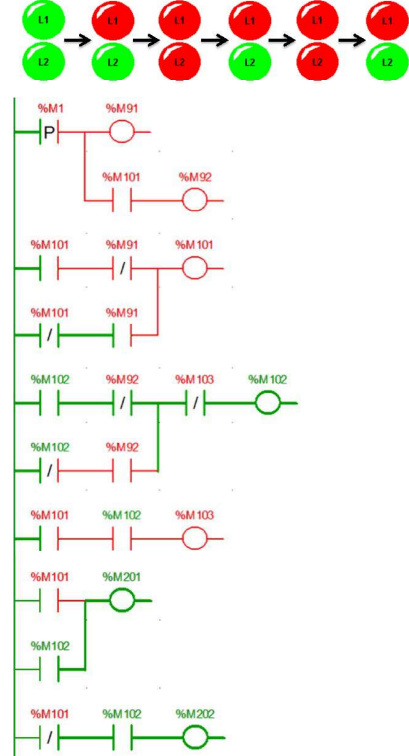 L1 L1 L1 L1 L1 L1
L2 L2 L2 L2 L2 L2
%M1 %M91
P
%M101 %M92
%M101 %M91 %M101
/
%M101 %M91
/
%M102 %M92 %M103 %M102
/ /
%M102 %M92
/
%M101 %M102 %M103
%M101 %M201
%M102
%M101 %M102 %M202
/